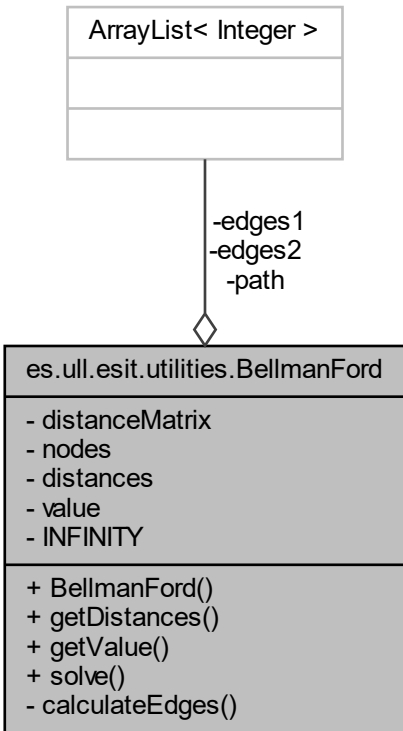 ArrayList< Integer >
-edges1
-edges2
-path
es.ull.esit.utilities.BellmanFord
- distanceMatrix
- nodes
- distances
- value
- INFINITY
+ BellmanFord()
+ getDistances()
+ getValue()
+ solve()
- calculateEdges()